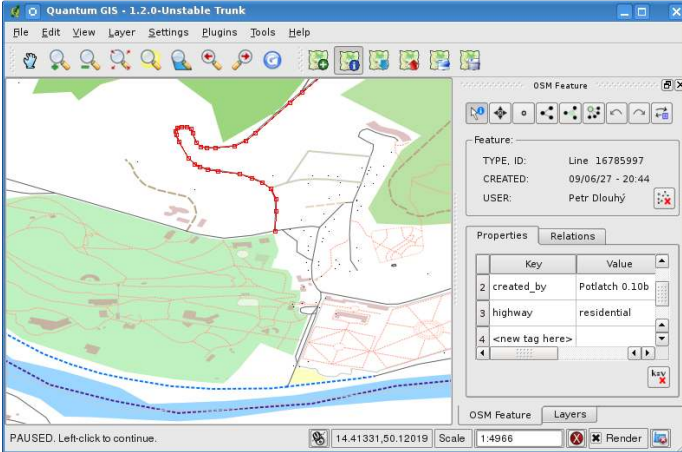 Quantum GIS - 1.2.0-Unstable Trunk
File Edit View Layer Settings Plugins Tools Help
OSM Feature
Feature:
TYPE, ID: Line 16785997
CREATED: 09/06/27 - 20:44
USER: Petr Dlouhý
Properties Relations
Key Value
2 created_by Potlatch 0.10b
3 highway residential
4 <new tag here>
OSM Feature Layers
PAUSED. Left-click to continue. 14.41331,50.12019 Scale 1:4966 Render